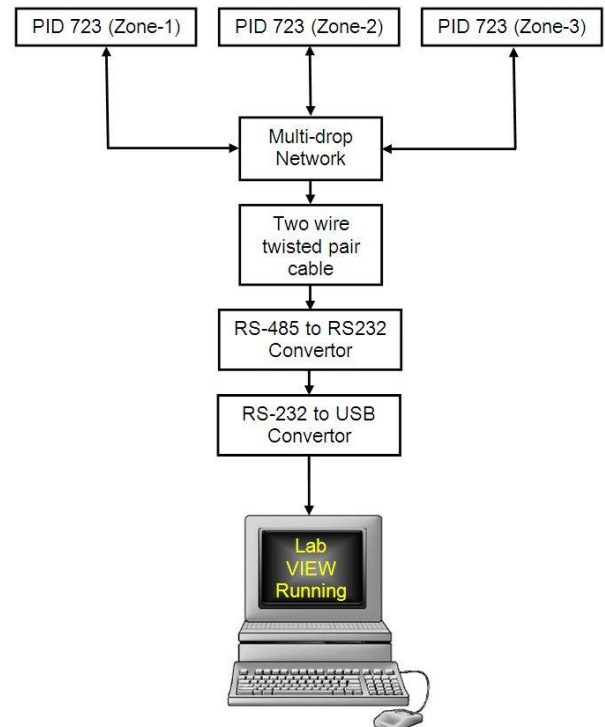 PID 723 (Zone-1)
PID 723 (Zone-2)
PID 723 (Zone-3)
Multi-drop
Network
Two wire
twisted pair
cable
RS-485 to RS232
Convertor
RS-232 to USB
Convertor
Lab
VIEW
Running